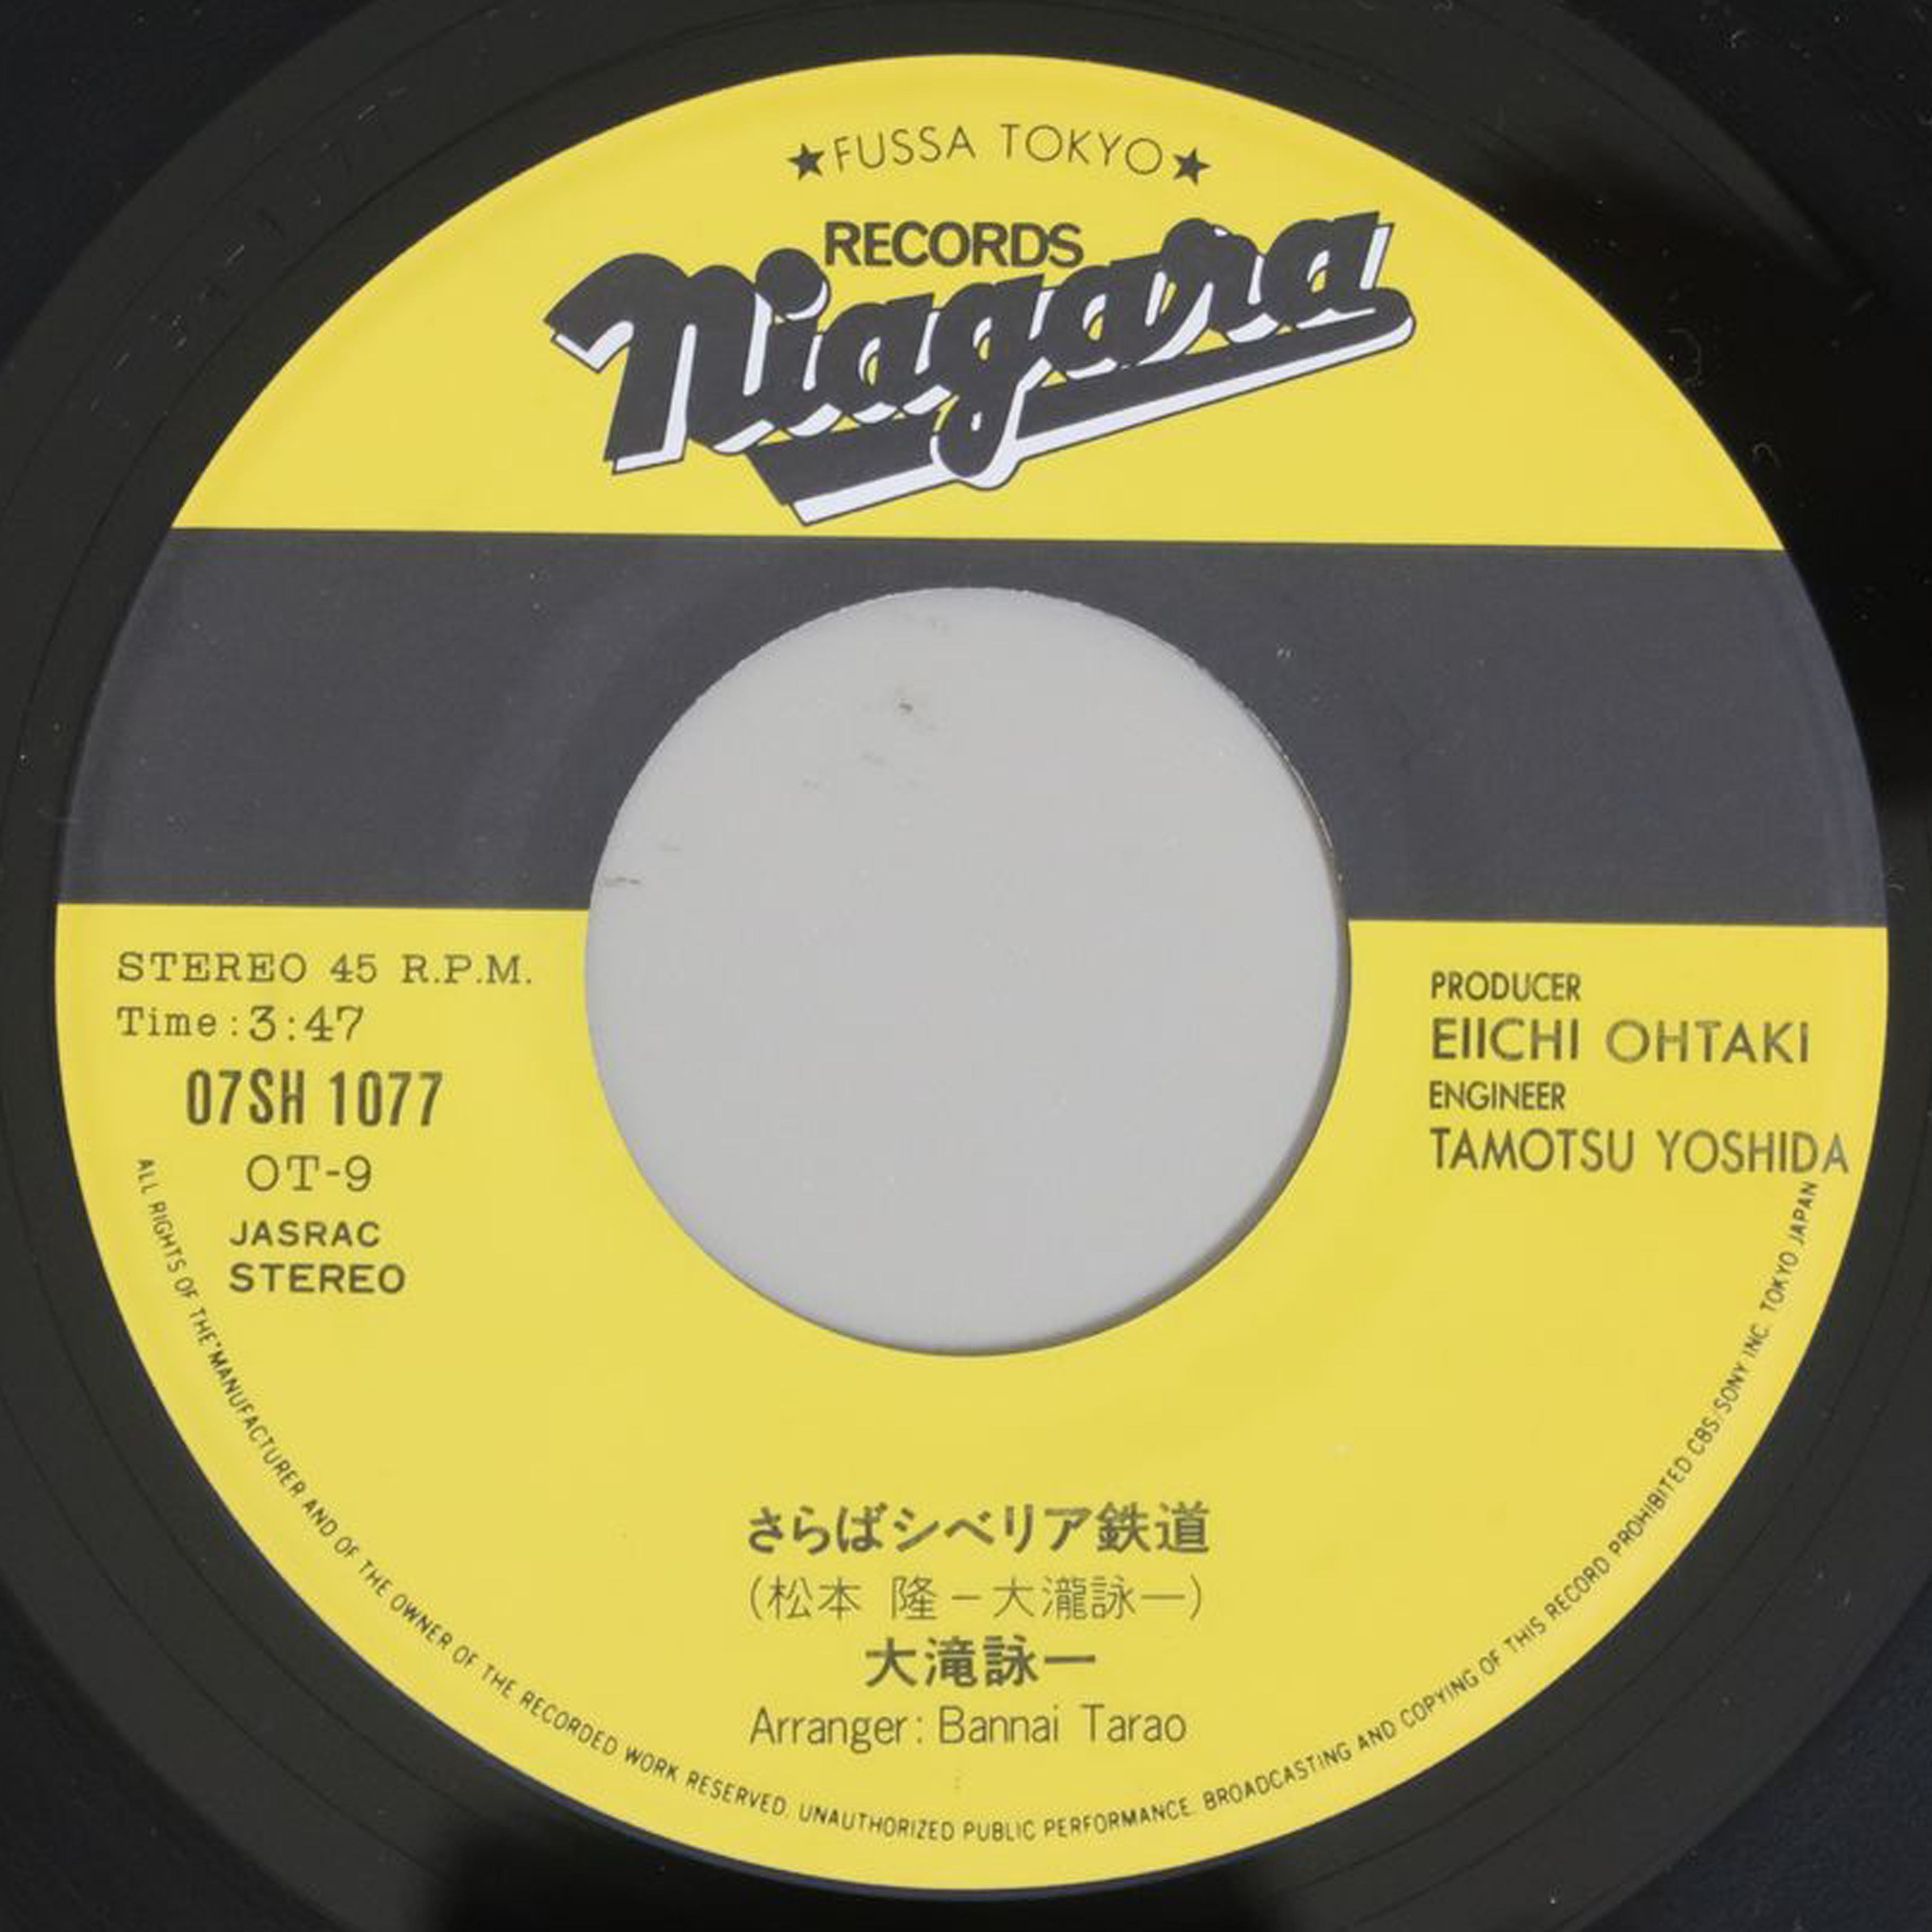 ★FUSSA TOKYO★
RECORDS
Niagara
STEREO 45 R.P.M.
Time:3:47
07SH 1077
OT-9
JASRAC
STEREO
PRODUCER
EIICHI OHTAKI
ENGINEER
TAMOTSU YOSHIDA
さらばシベリア鉄道
(松本 隆-大瀧詠一)
大滝詠一
Arranger: Bannai Tarao
ALL RIGHTS OF THE MANUFACTURER AND OF THE OWNER OF THE RECORDED WORK RESERVED. UNAUTHORIZED PUBLIC PERFORMANCE. BROADCASTING AND COPYING OF THIS RECORD PROHIBITED CBS/SONY INC. TOKYO JAPAN